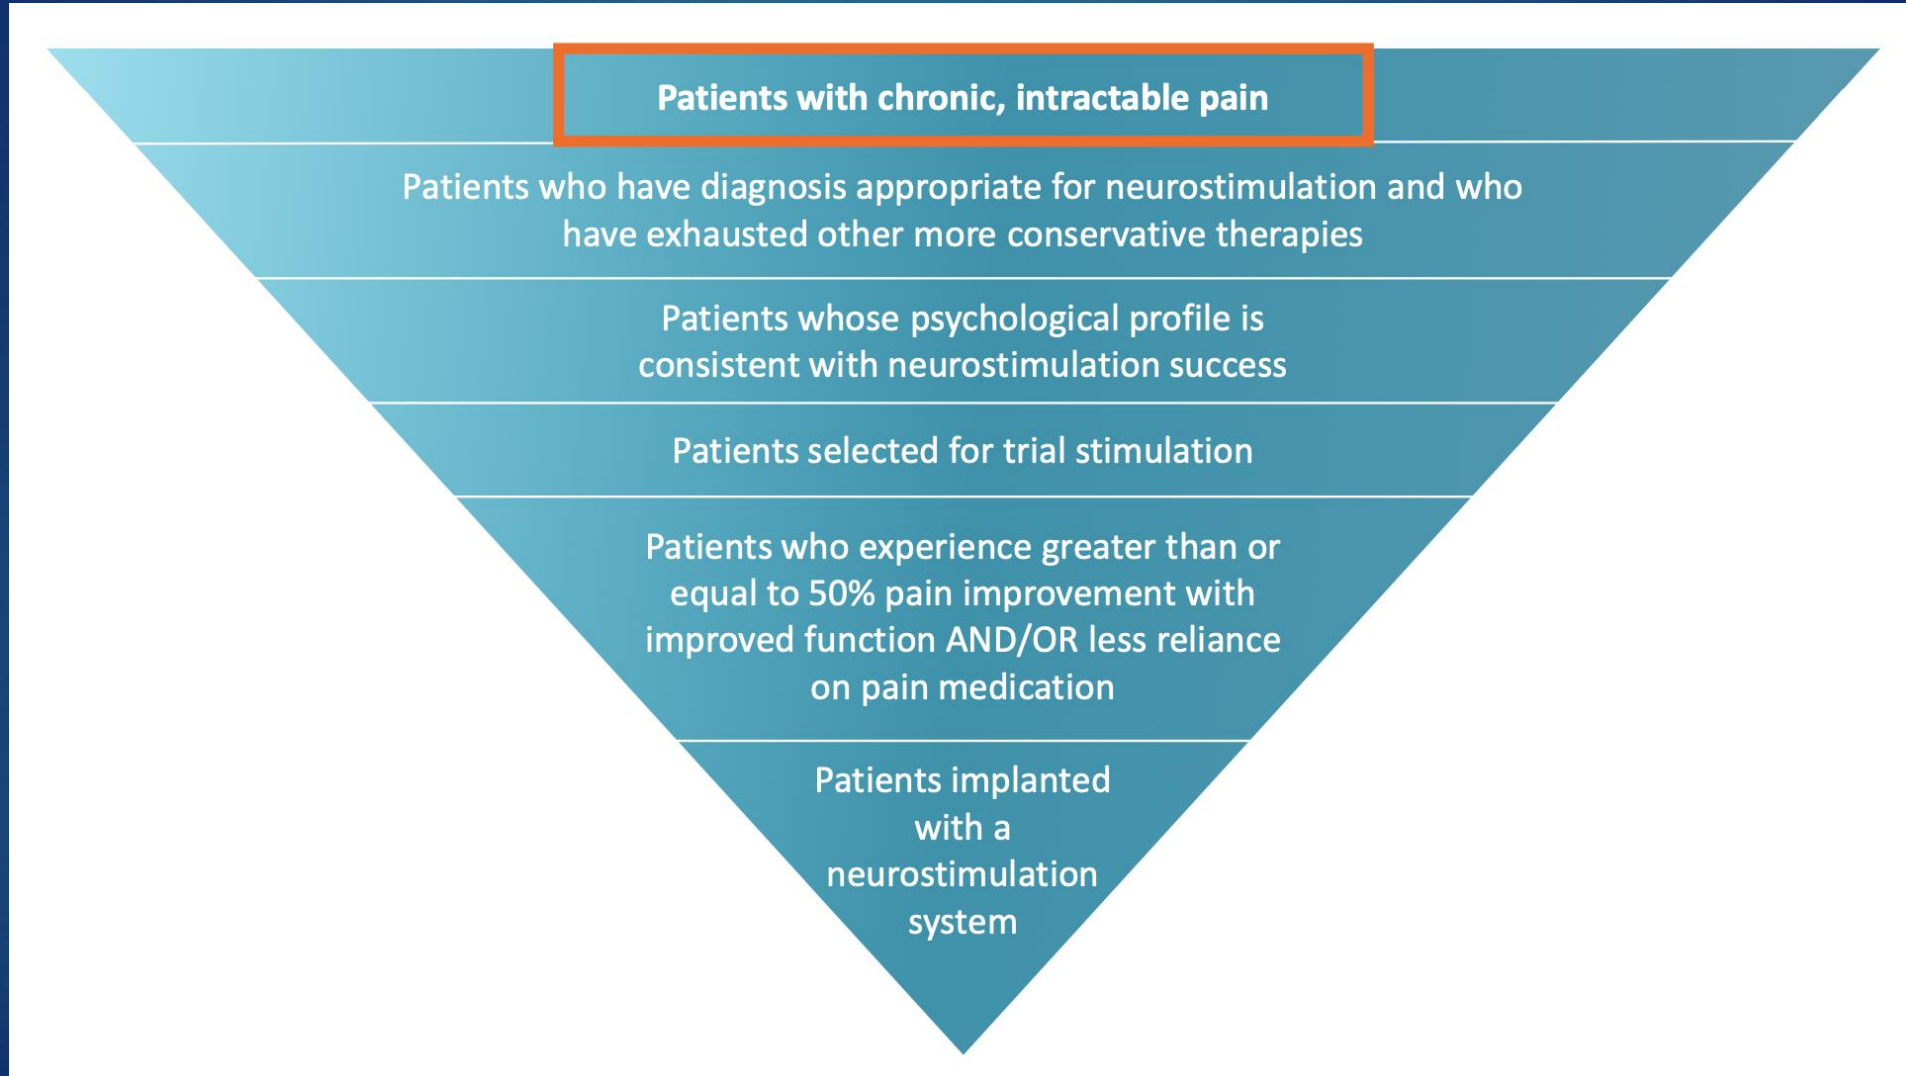 Patients with chronic, intractable pain
Patients who have diagnosis appropriate for neurostimulation and who
have exhausted other more conservative therapies
Patients whose psychological profile is
consistent with neurostimulation success
Patients selected for trial stimulation
Patients who experience greater than or
equal to 50% pain improvement with
improved function AND/OR less reliance
on pain medication
Patients implanted
with a
neurostimulation
system